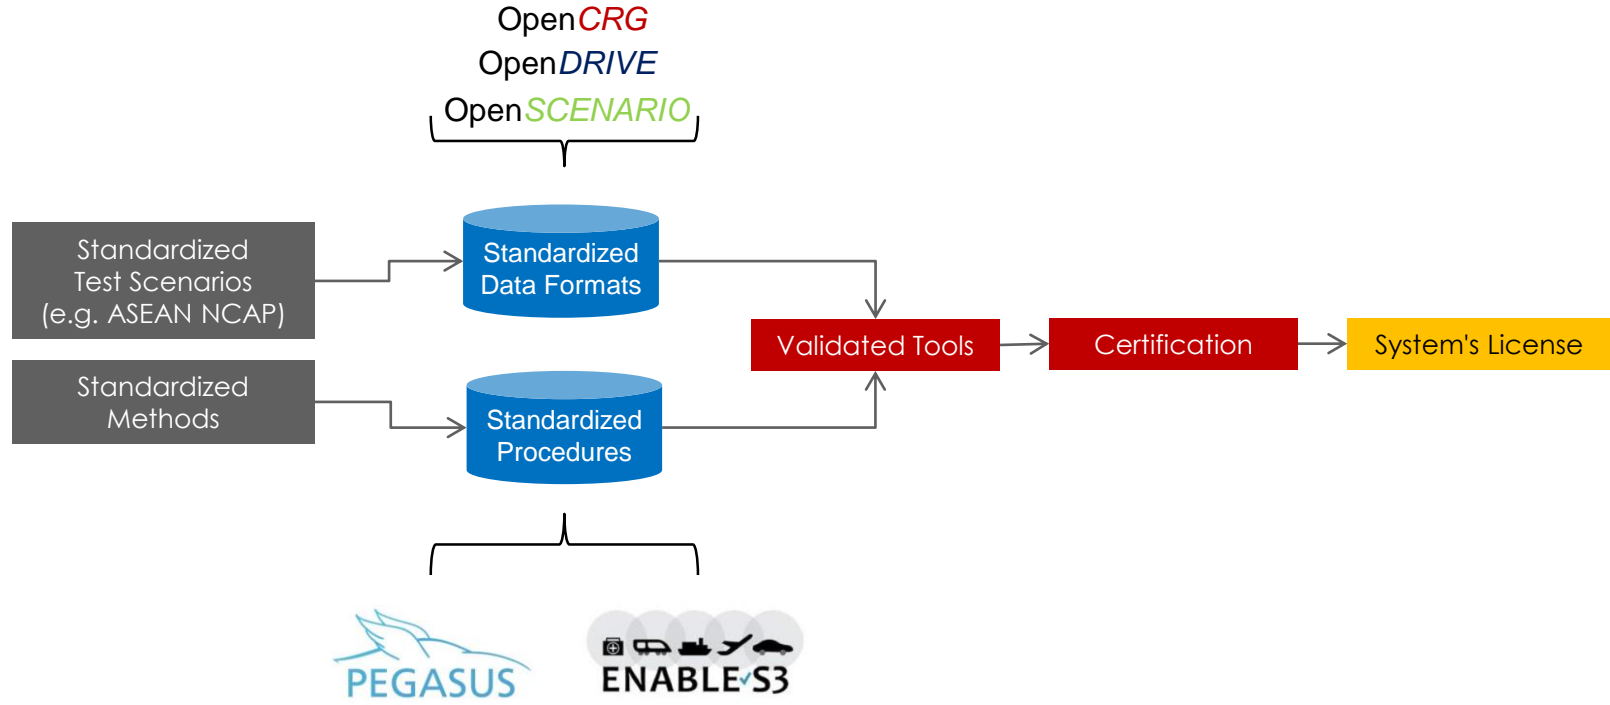 OpenCRG
OpenDRIVE
OpenSCENARIO
Standardized
Test Scenarios
(e.g. ASEAN NCAP)
Standardized
Data Formats
Validated Tools
Certification
System's License
Standardized
Methods
Standardized
Procedures
PEGASUS
ENABLE S3